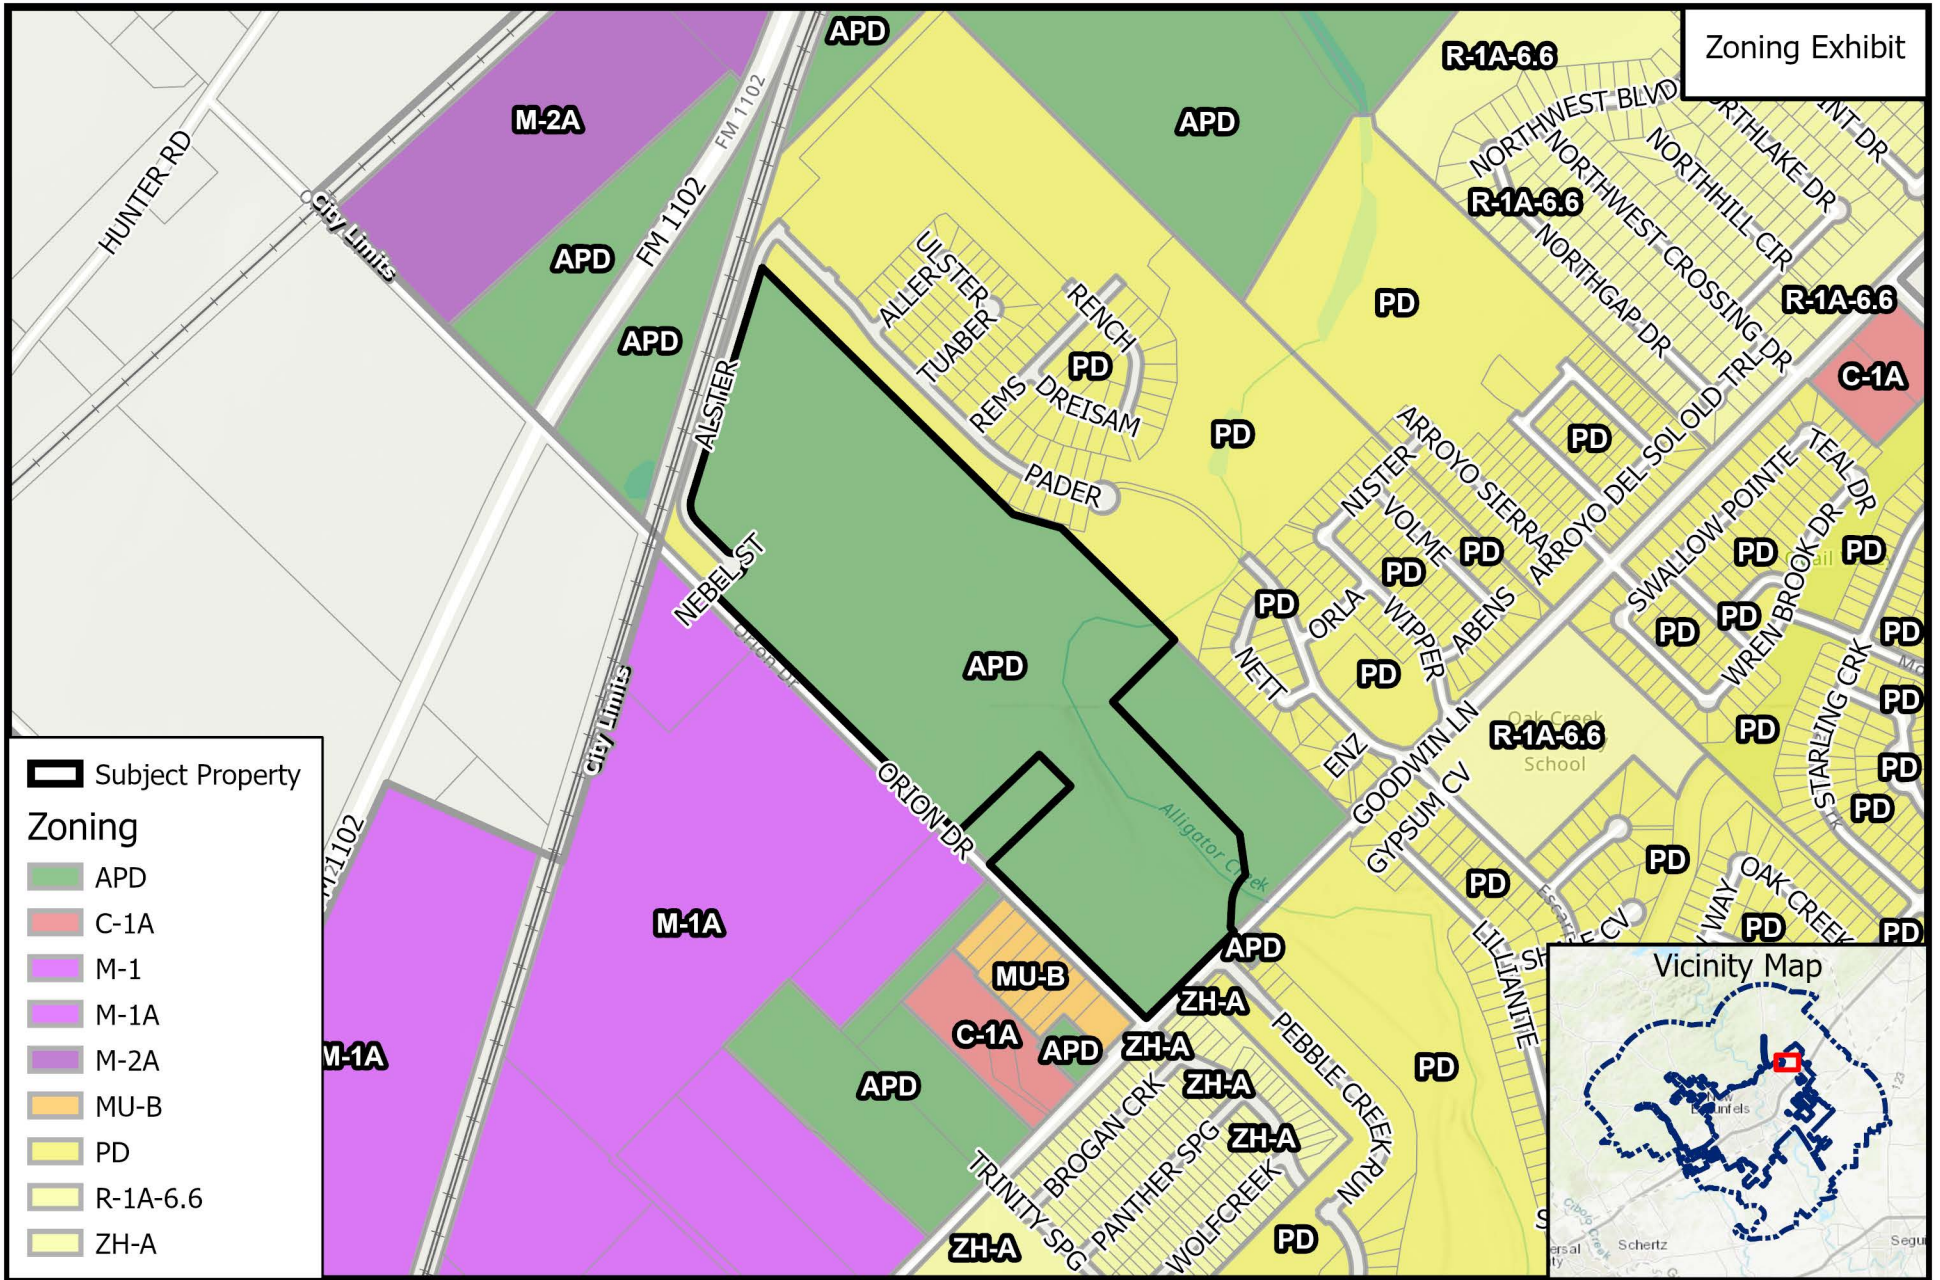 Zoning Exhibit
APD
R-1A-6.6
M-2A
APD
HUNTER RD
FM 1102
FM 1102
City Limits
APD
APD
NORTHWEST BLVD
NORTHLAKE DR
NORTHHILL CIR
NORTHWEST CROSSING DR
NORTHGAP DR
R-1A-6.6
R-1A-6.6
C-1A
PD
ULSTER
ALLER
TUABER
RENCH
PD
REMS
DREISAM
PADER
PD
ALSTER
NEBEL ST
Orion Dr
ARROYO SIERRA
ARROYO DEL SOL
OLD TRL
NISTER
VOLME
PD
PD
PD
PD
ORLA
WIPPER
ABENS
NETT
PD
ENZ
SWALLOW POINTE
TEAL DR
WREN BROOK DR
PD
PD
PD
PD
PD
PD
PD
PD
PD
STARLING CRK
APD
City Limits
ORION DR
Alligator Creek
GOODWIN LN
GYPSUM CV
Oak Creek
R-1A-6.6
School
PD
PD
OAK CREEK
WAY
PD
PD
LILLIANITE
CV
M-1A
M-1A
MU-B
C-1A
APD
APD
APD
ZH-A
ZH-A
ZH-A
ZH-A
ZH-A
PEBBLE CREEK RUN
PD
PD
BROGAN CRK
PANTHER SPG
WOLFCREEK
TRINITY SPG
Subject Property
Zoning
APD
C-1A
M-1
M-1A
M-2A
MU-B
PD
R-1A-6.6
ZH-A
Vicinity Map
New
123
Cibolo Creek
Schertz